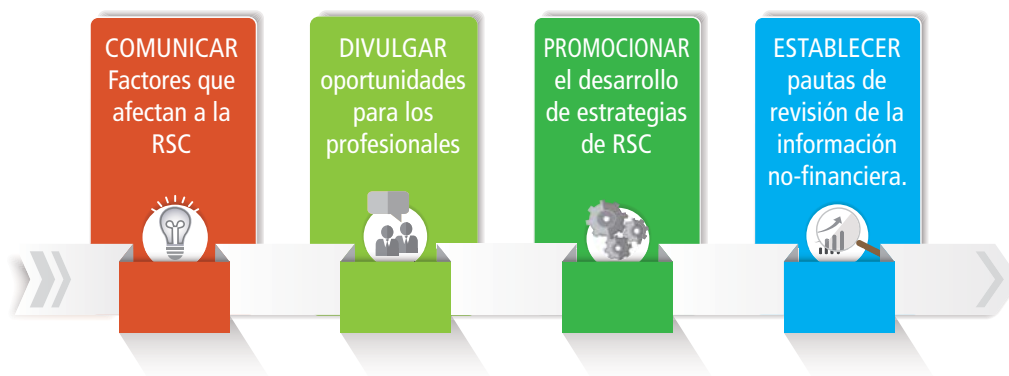 COMUNICAR
Factores que
afectan a la
RSC
DIVULGAR
oportunidades
para los
profesionales
PROMOCIONAR
el desarrollo
de estrategias
de RSC
ESTABLECER
pautas de
revisión de la
información
no-financiera.